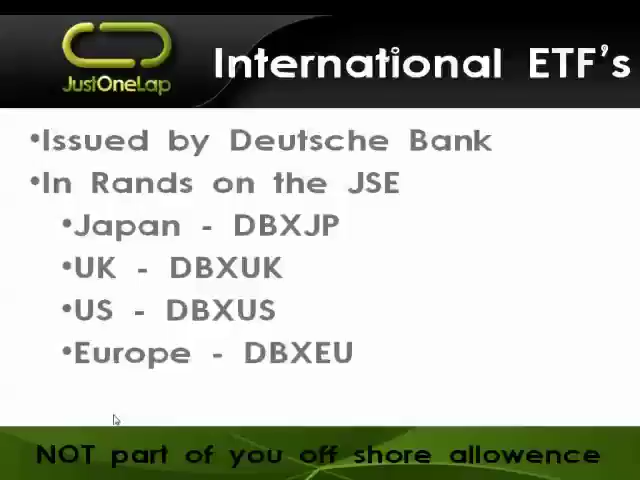 JustOneLap
International ETF's
•Issued by Deutsche Bank
•In Rands on the JSE
•Japan - DBXJP
•UK - DBXUK
•US - DBXUS
•Europe - DBXEU
NOT part of you off shore allowence